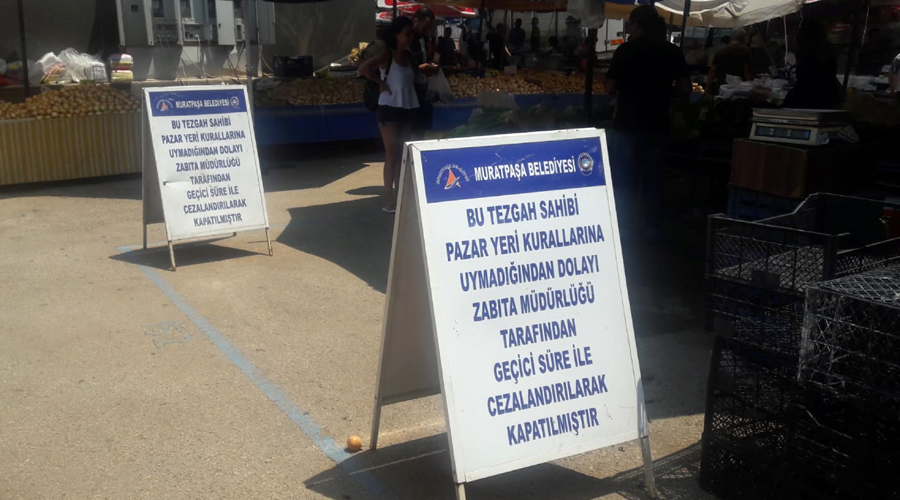 MURATPAŞA BELEDİYESİ
BU TEZGAH SAHİBİ
PAZAR YERİ KURALLARINA
UYMADIĞINDAN DOLAYI
ZABITA MÜDÜRLÜĞÜ
TARAFINDAN
GEÇİCİ SÜRE İLE
CEZALANDIRILARAK
KAPATILMIŞTIR
MURATPAŞA BELEDİYESİ
BU TEZGAH SAHİBİ
PAZAR YERİ KURALLARINA
UYMADIĞINDAN DOLAYI
ZABITA MÜDÜRLÜĞÜ
TARAFINDAN
GEÇİCİ SÜRE İLE
CEZALANDIRILARAK
KAPATILMIŞTIR